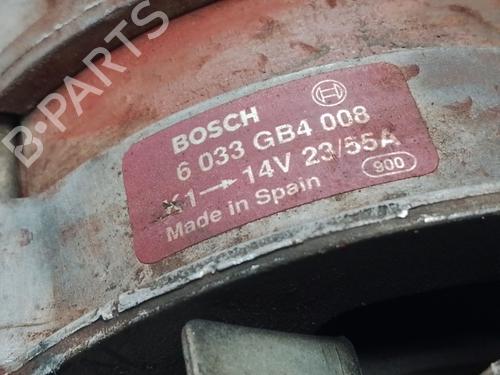 B-PARTS
BOSCH
6 033 GB4 008
K1→14V 23/55A
Made in Spain
900